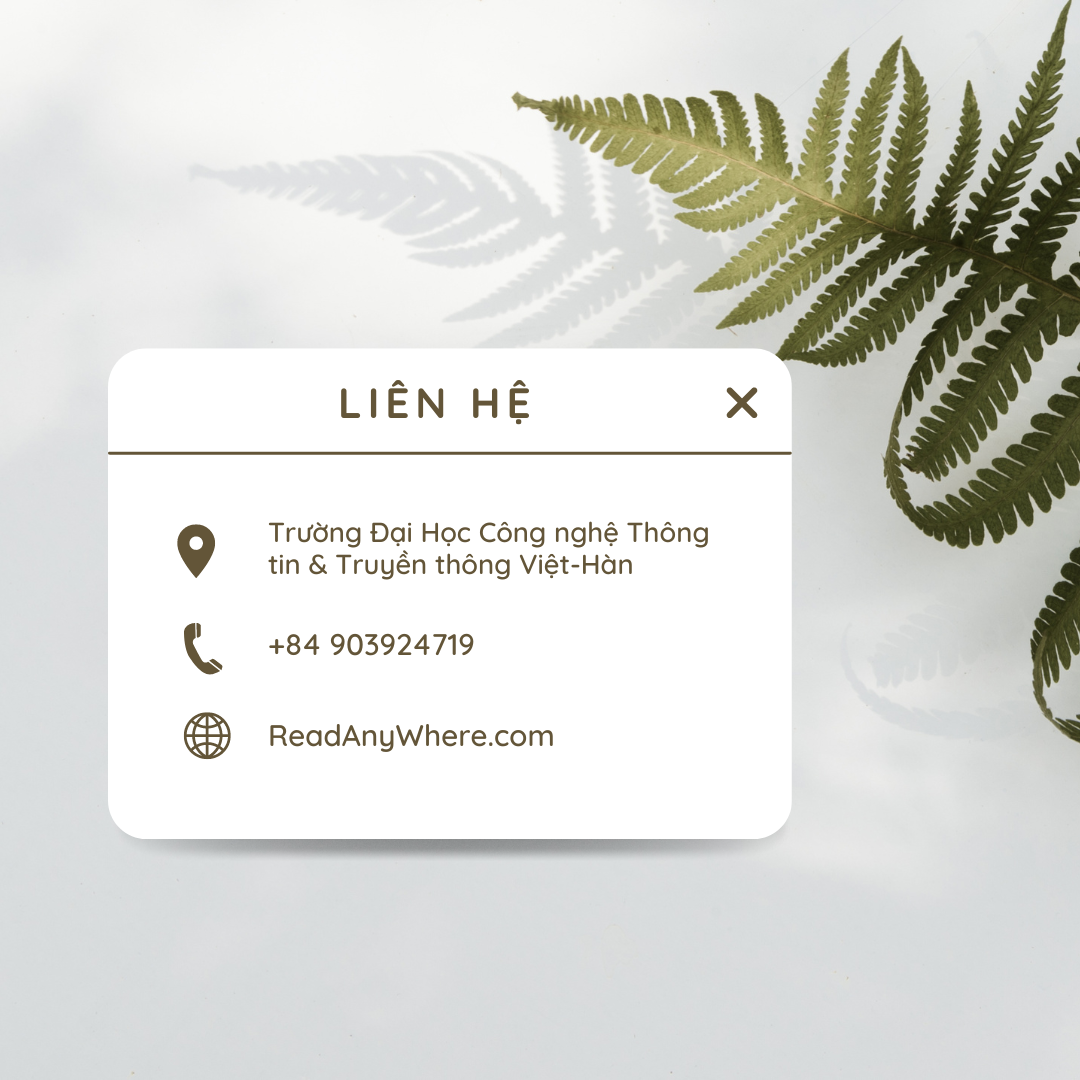 LIÊN HỆ
Trường Đại Học Công nghệ Thông
tin & Truyền thông Việt-Hàn
+84 903924719
ReadAnyWhere.com